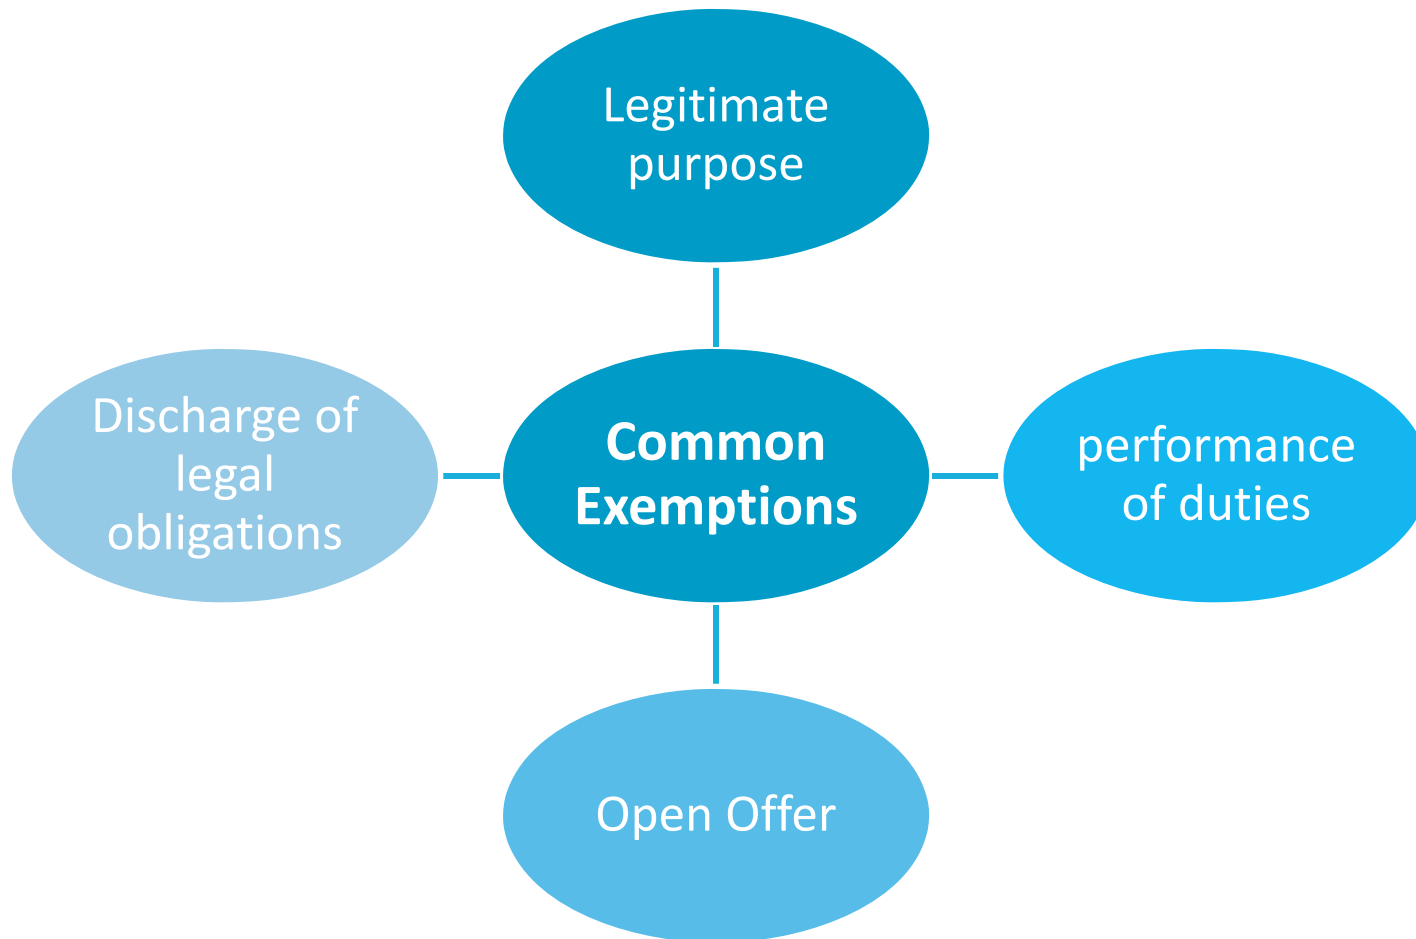 Legitimate
purpose
Discharge of
legal
obligations
Common
Exemptions
performance
of duties
Open Offer